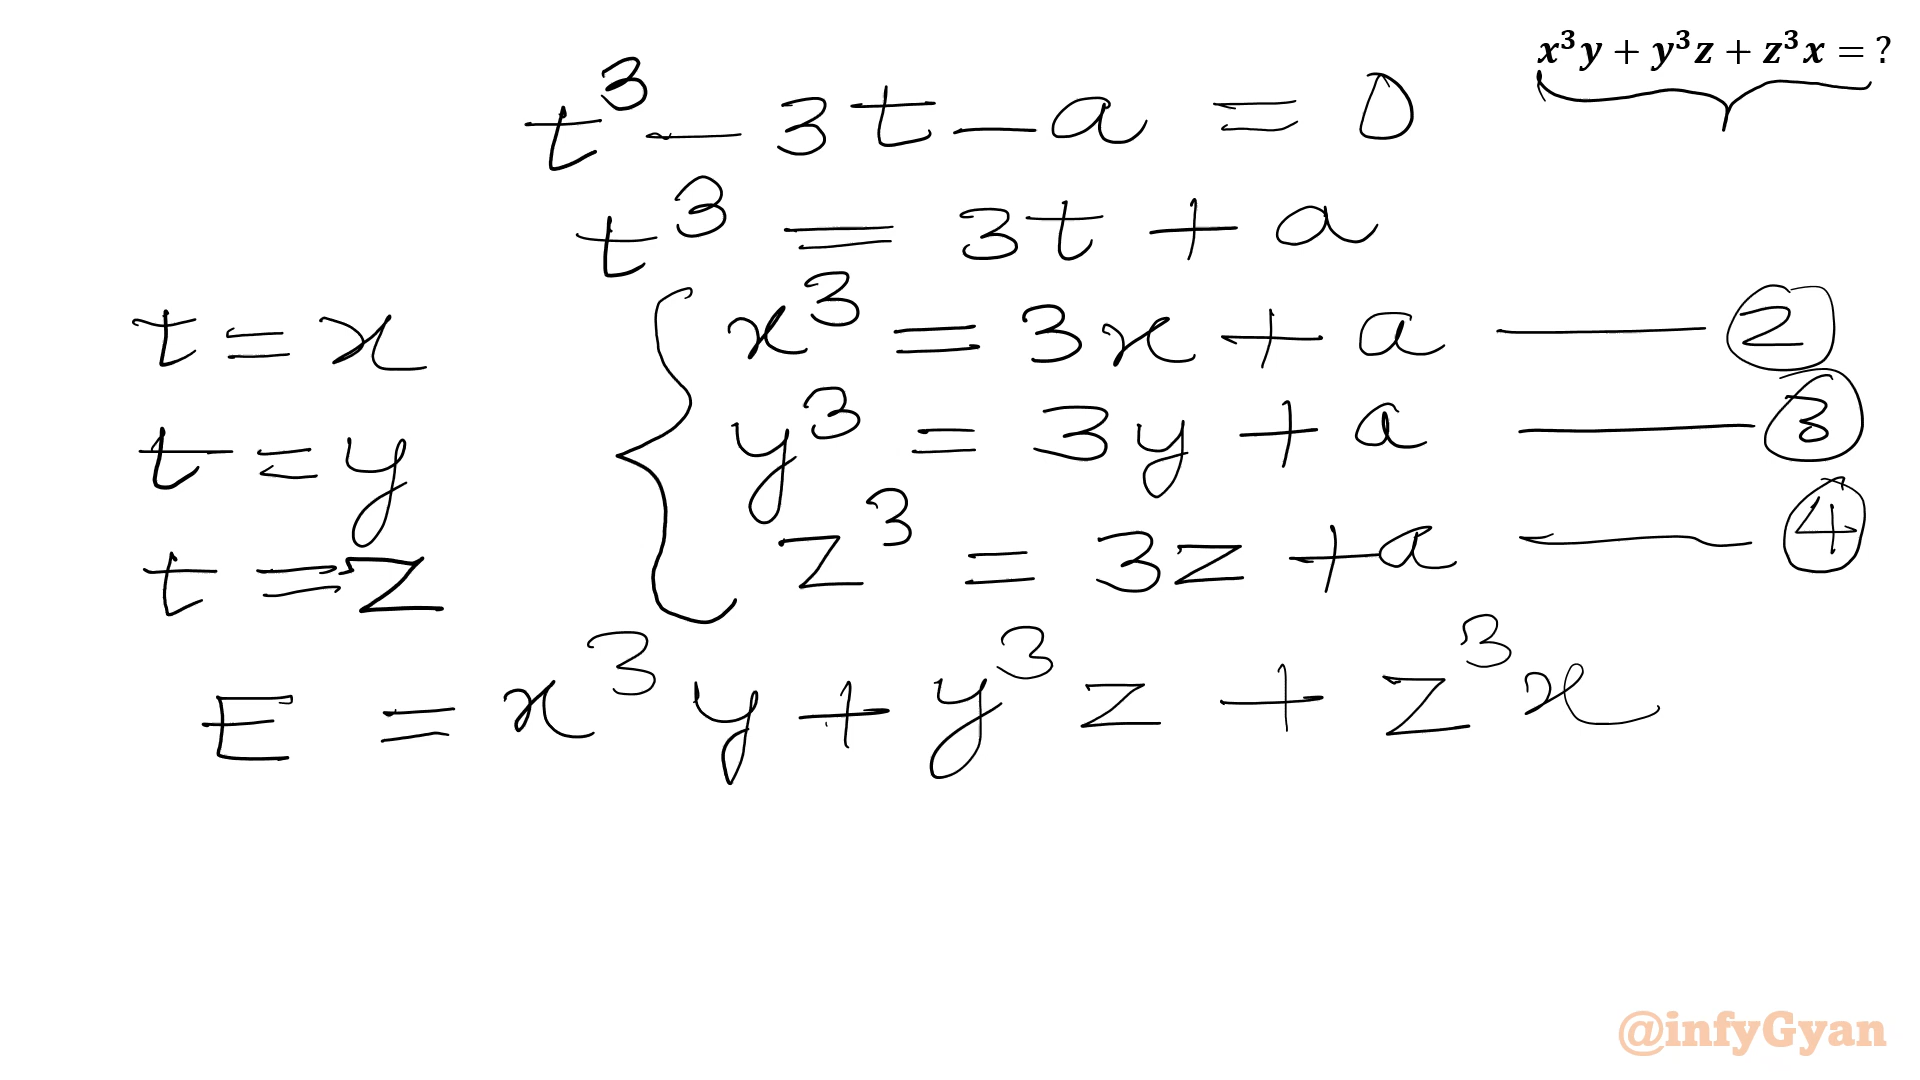 x³y + y³z + z³x = ?
t³ - 3t - a = 0
t³ = 3t + a
t = x { x³ = 3x + a —— ②
t = y y³ = 3y + a —— ③
t = z z³ = 3z + a —— ④
E = x³y + y³z + z³x
@infyGyan